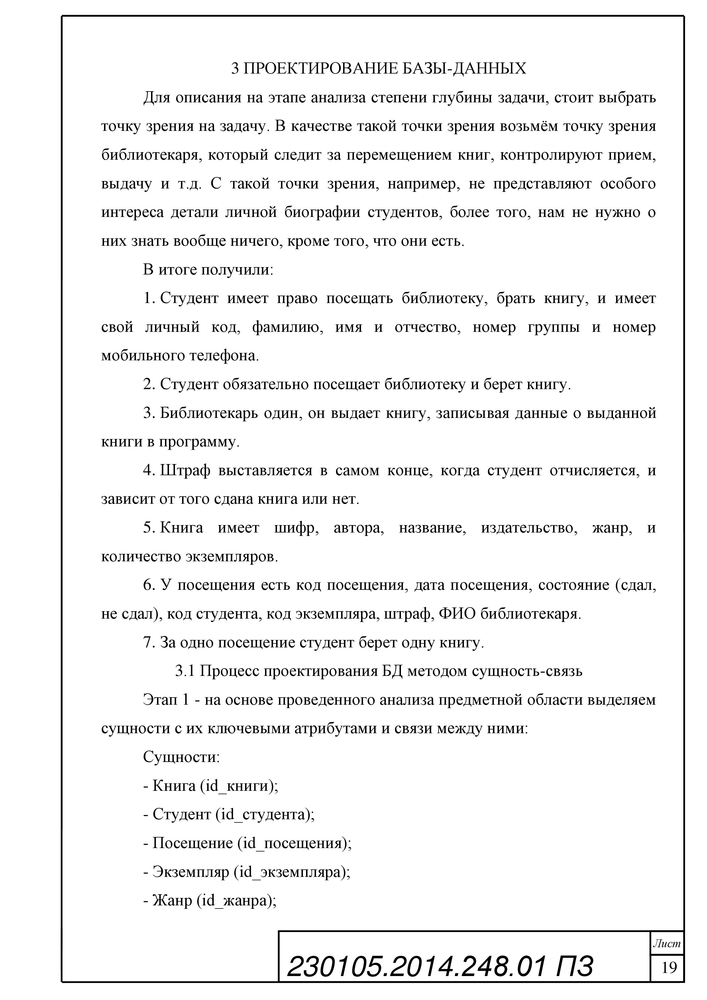 3 ПРОЕКТИРОВАНИЕ БАЗЫ-ДАННЫХ
Для описания на этапе анализа степени глубины задачи, стоит выбрать
точку зрения на задачу. В качестве такой точки зрения возьмём точку зрения
библиотекаря, который следит за перемещением книг, контролируют прием,
выдачу и т.д. С такой точки зрения, например, не представляют особого
интереса детали личной биографии студентов, более того, нам не нужно о
них знать вообще ничего, кроме того, что они есть.
В итоге получили:
1. Студент имеет право посещать библиотеку, брать книгу, и имеет
свой личный код, фамилию, имя и отчество, номер группы и номер
мобильного телефона.
2. Студент обязательно посещает библиотеку и берет книгу.
3. Библиотекарь один, он выдает книгу, записывая данные о выданной
книги в программу.
4. Штраф выставляется в самом конце, когда студент отчисляется, и
зависит от того сдана книга или нет.
5. Книга имеет шифр, автора, название, издательство, жанр, и
количество экземпляров.
6. У посещения есть код посещения, дата посещения, состояние (сдал,
не сдал), код студента, код экземпляра, штраф, ФИО библиотекаря.
7. За одно посещение студент берет одну книгу.
3.1 Процесс проектирования БД методом сущность-связь
Этап 1 - на основе проведенного анализа предметной области выделяем
сущности с их ключевыми атрибутами и связи между ними:
Сущности:
- Книга (id_книги);
- Студент (id_студента);
- Посещение (id_посещения);
- Экземпляр (id_экземпляра);
- Жанр (id_жанра);
Лист
230105.2014.248.01 ПЗ
19